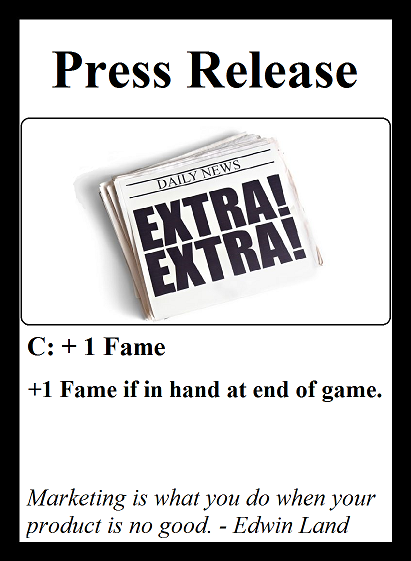 Press Release
DAILY NEWS
EXTRA!
EXTRA!
C: + 1 Fame
+1 Fame if in hand at end of game.
Marketing is what you do when your
product is no good. - Edwin Land